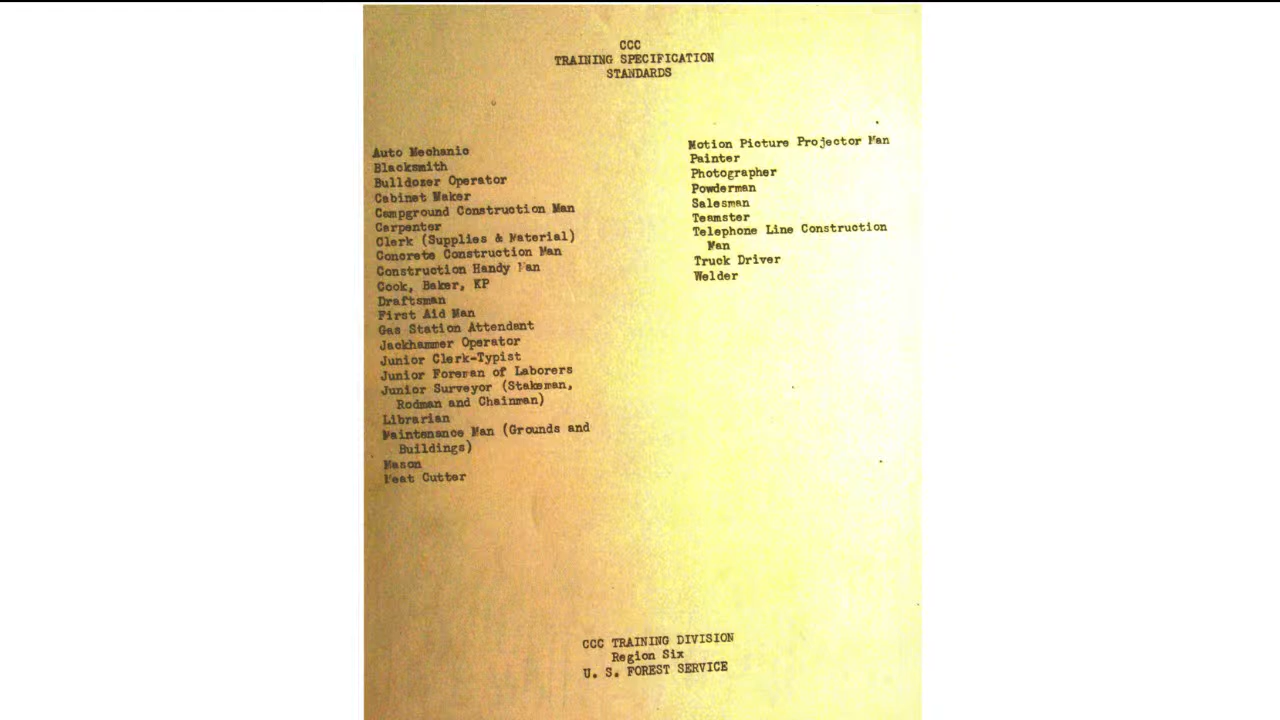 CCC
TRAINING SPECIFICATION
STANDARDS
Auto Mechanic
Blacksmith
Bulldozer Operator
Cabinet Maker
Campground Construction Man
Carpenter
Clerk (Supplies & Material)
Concrete Construction Man
Construction Handy Man
Cook, Baker, KP
Draftsman
First Aid Man
Gas Station Attendant
Jackhammer Operator
Junior Clerk-Typist
Junior Foreman of Laborers
Junior Surveyor (Stakeman,
Rodman and Chainman)
Librarian
Maintenance Man (Grounds and
Buildings)
Mason
Meat Cutter
Motion Picture Projector Man
Painter
Photographer
Powderman
Salesman
Teamster
Telephone Line Construction
Man
Truck Driver
Welder
CCC TRAINING DIVISION
Region Six
U. S. FOREST SERVICE